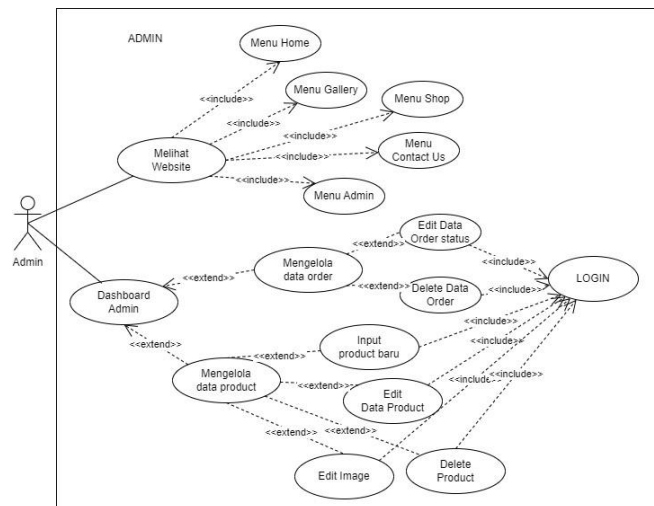 ADMIN
Menu Home
<<include>>
Menu Gallery
<<include>>
Menu Shop
<<include>>
Melihat
Website
<<include>>
Menu
Contact Us
<<include>>
Menu Admin
Admin
Edit Data
Order status
<<extend>>
<<include>>
Mengelola
data order
<<extend>>
<<extend>>
Delete Data
Order
<<include>>
LOGIN
Dashboard
Admin
<<extend>>
Input
product baru
<<include>>
<<extend>>
<<include>>
Mengelola
data product
<<extend>>
Edit
Data Product
<<include>>
<<include>>
<<extend>>
<<extend>>
Edit Image
Delete
Product